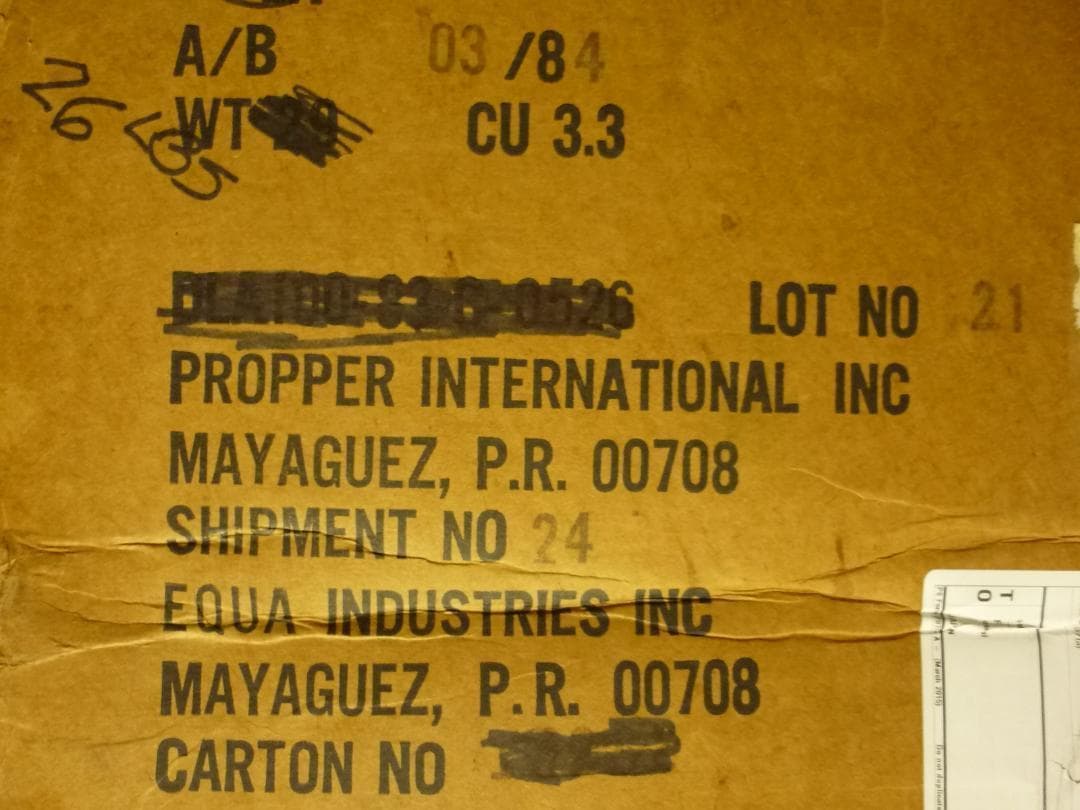 A/B 03 /84
WT CU 3.3
LOT NO 21
PROPPER INTERNATIONAL INC
MAYAGUEZ, P.R. 00708
SHIPMENT NO 24
EQUA INDUSTRIES INC
MAYAGUEZ, P.R. 00708
CARTON NO
TO